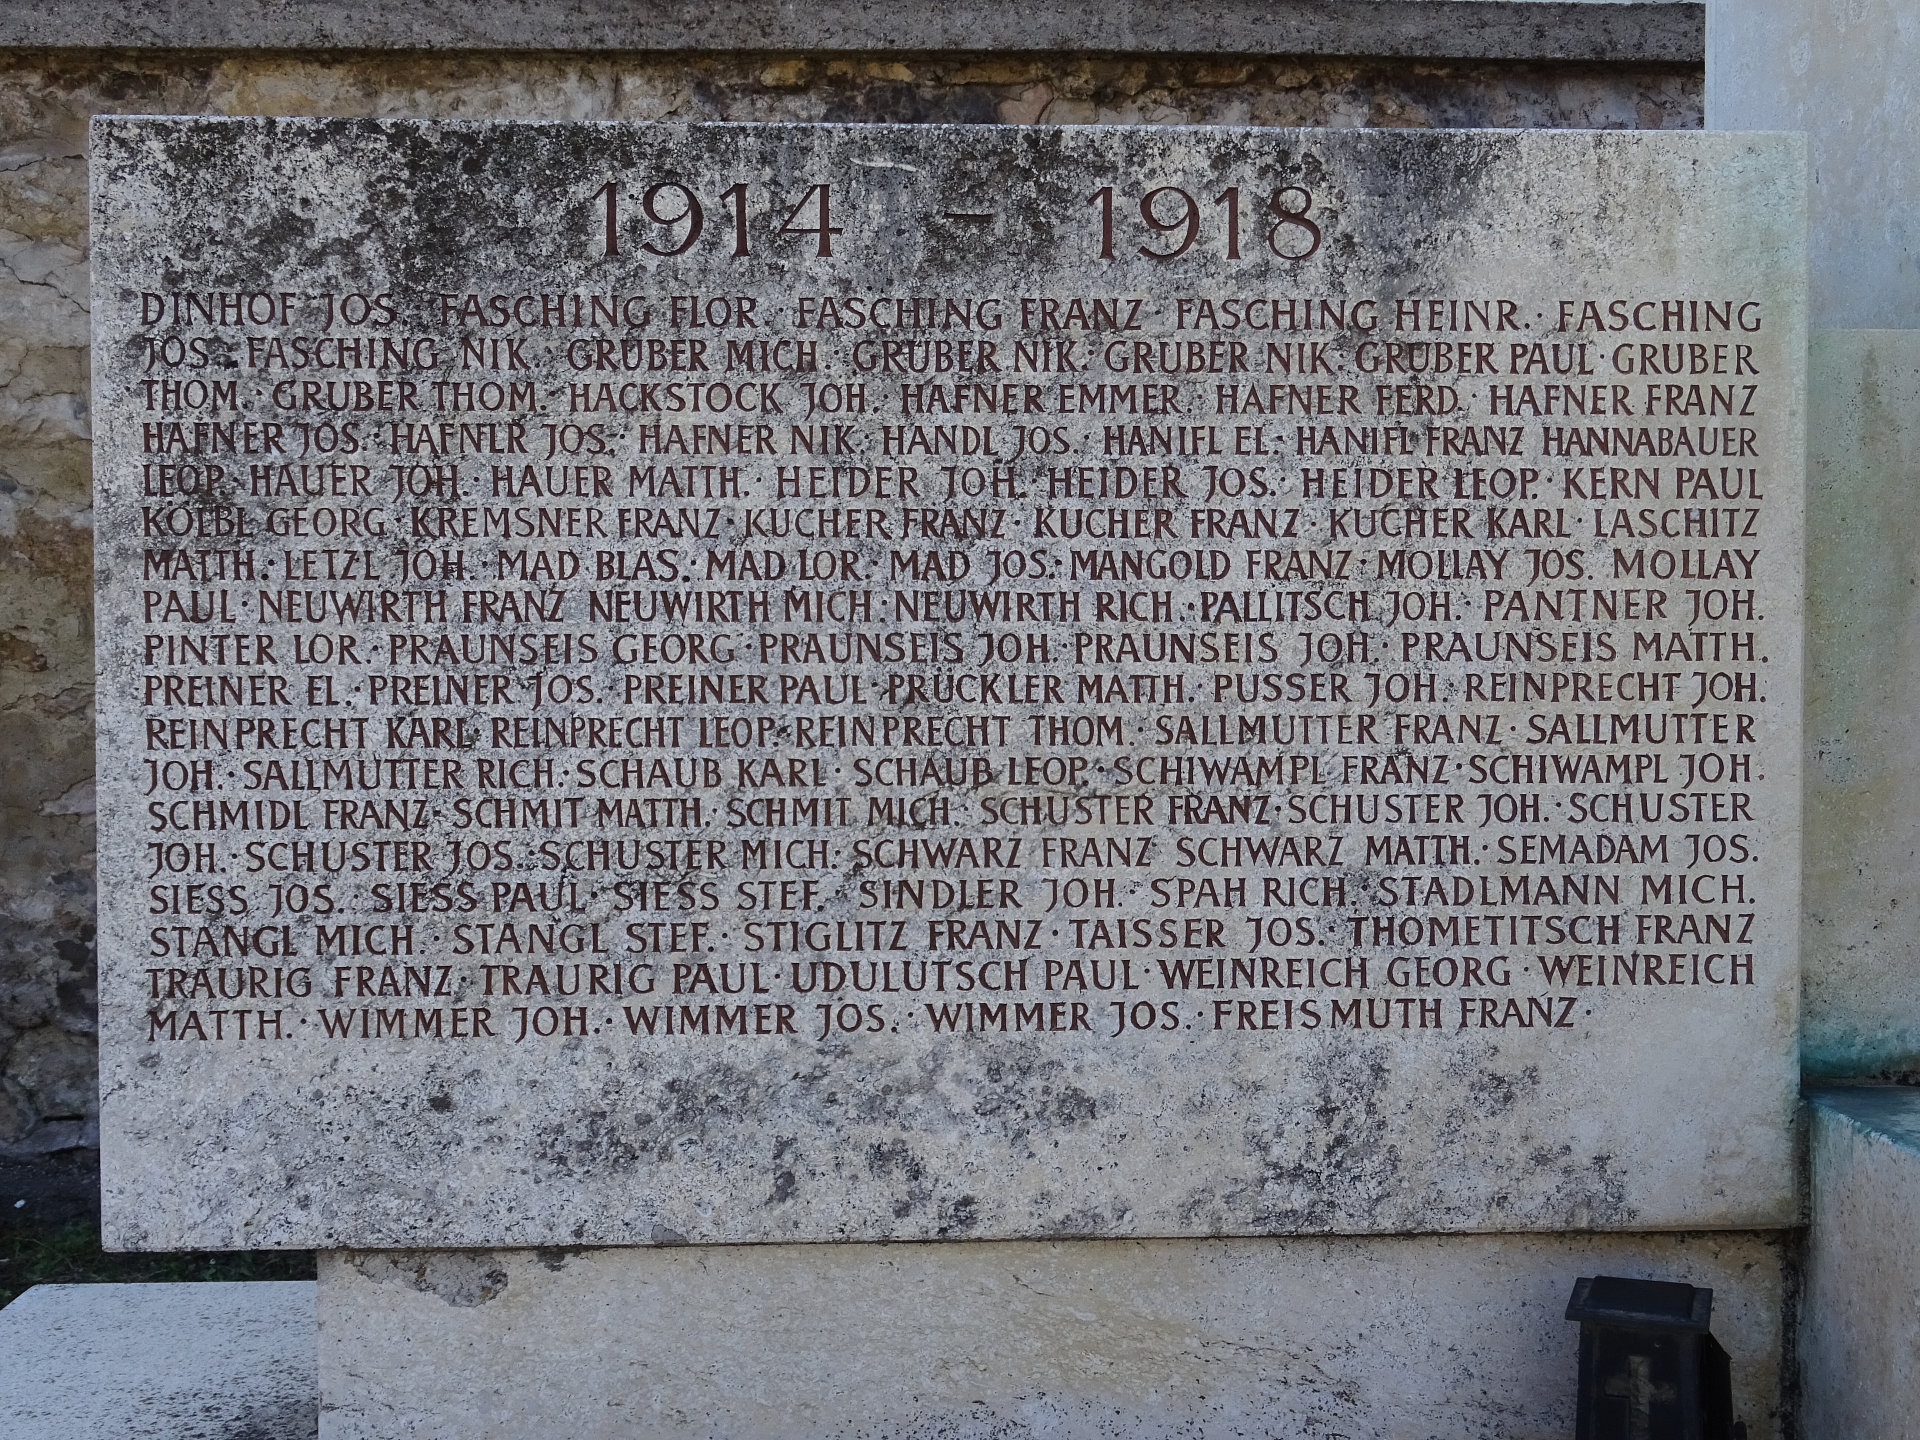 1914 - 1918
DINHOF JOS. FASCHING FLOR. · FASCHING FRANZ · FASCHING HEINR. · FASCHING
JOS. · FASCHING NIK. · GRUBER MICH. · GRUBER NIK. · GRUBER NIK. · GRUBER PAUL · GRUBER
THOM. · GRUBER THOM. · HACKSTOCK JOH. · HAFNER EMMER. · HAFNER FERD. · HAFNER FRANZ
HAFNER JOS. · HAFNER JOS. · HAFNER NIK. · HANDL JOS. · HANIFL EL. · HANIFL FRANZ HANNABAUER
LEOP. · HAUER JOH. · HAUER MATTH. · HEIDER JOH. · HEIDER JOS. · HEIDER LEOP. · KERN PAUL
KÖLBL GEORG · KREMSNER FRANZ · KUCHER FRANZ · KUCHER FRANZ · KUCHER KARL · LASCHITZ
MATTH. · LETZL JOH. · MAD BLAS. · MAD LOR. · MAD JOS. · MANGOLD FRANZ · MOLLAY JOS. MOLLAY
PAUL · NEUWIRTH FRANZ NEUWIRTH MICH. · NEUWIRTH RICH. · PALLITSCH JOH. · PANTNER JOH.
PINTER LOR. · PRAUNSEIS GEORG · PRAUNSEIS JOH. · PRAUNSEIS JOH. · PRAUNSEIS MATTH.
PREINER EL. · PREINER JOS. · PREINER PAUL · PRÜCKLER MATTH. PUSSER JOH. · REINPRECHT JOH.
REINPRECHT KARL · REINPRECHT LEOP. · REINPRECHT THOM. · SALLMUTTER FRANZ · SALLMUTTER
JOH. · SALLMUTTER RICH. · SCHAUB KARL · SCHAUB LEOP. · SCHIWAMPL FRANZ · SCHIWAMPL JOH.
SCHMIDL FRANZ · SCHMIT MATTH. · SCHMIT MICH. · SCHUSTER FRANZ · SCHUSTER JOH. · SCHUSTER
JOH. · SCHUSTER JOS. · SCHUSTER MICH. · SCHWARZ FRANZ · SCHWARZ MATTH. · SEMADAM JOS.
SIESS JOS. · SIESS PAUL · SIESS STEF. · SINDLER JOH. · SPAH RICH. · STADLMANN MICH.
STANGL MICH. · STANGL STEF. · STIGLITZ FRANZ · TAISSER JOS. · THOMETITSCH FRANZ
TRAURIG FRANZ · TRAURIG PAUL · UDULUTSCH PAUL · WEINREICH GEORG · WEINREICH
MATTH. · WIMMER JOH. · WIMMER JOS. · WIMMER JOS. · FREISMUTH FRANZ ·